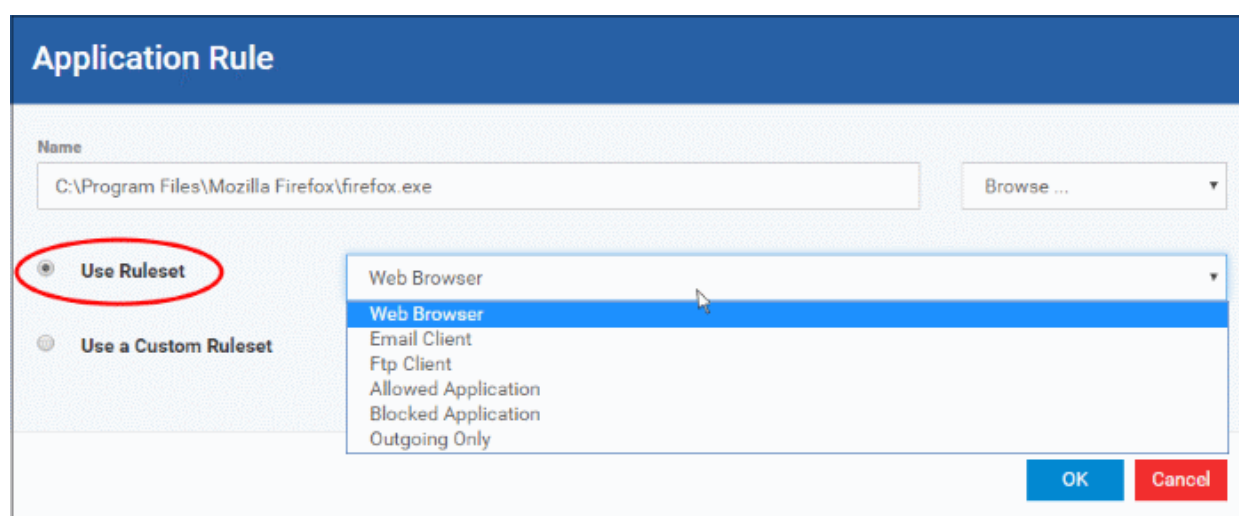 Application Rule
Name
C:\Program Files\Mozilla Firefox\firefox.exe
Browse ...
Use Ruleset
Web Browser
Web Browser
Email Client
Use a Custom Ruleset
Ftp Client
Allowed Application
Blocked Application
Outgoing Only
OK
Cancel